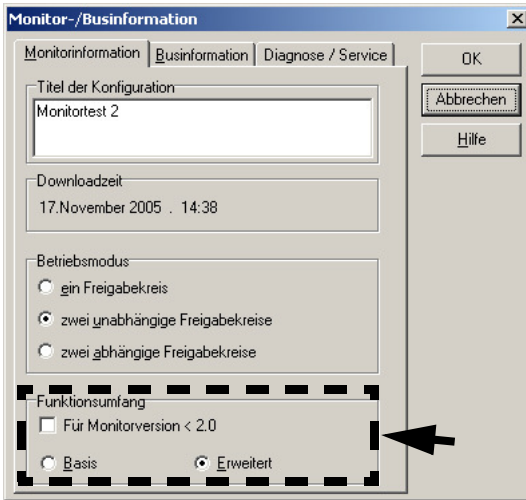 Monitor-/Businformation
Monitorinformation Businformation Diagnose / Service
OK
Abbrechen
Hilfe
Titel der Konfiguration
Monitortest 2
Downloadzeit
17.November 2005 . 14:38
Betriebsmodus
ein Freigabekreis
zwei unabhängige Freigabekreise
zwei abhängige Freigabekreise
Funktionsumfang
Für Monitorversion < 2.0
Basis Erweitert